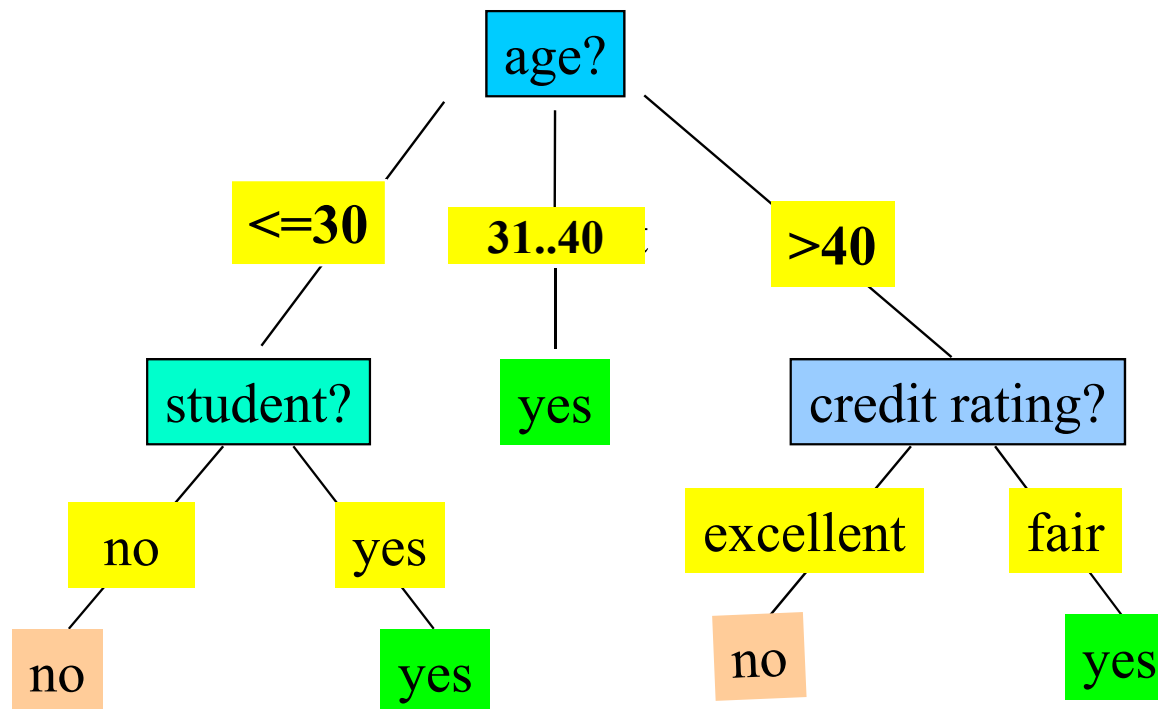 age?
<=30
31..40
>40
student?
yes
credit rating?
no
yes
excellent
fair
no
yes
no
yes